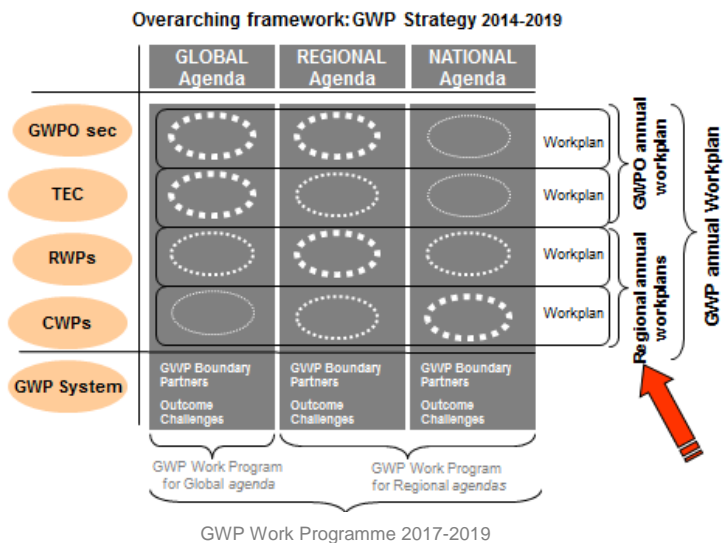 Overarching framework: GWP Strategy 2014-2019
GLOBAL
Agenda
REGIONAL
Agenda
NATIONAL
Agenda
GWPO sec
Workplan
TEC
Workplan
GWPO annual
workplan
RWPs
Workplan
CWPs
Workplan
Regional annual
workplans
GWP annual Workplan
GWP System
GWP Boundary
Partners
Outcome
Challenges
GWP Boundary
Partners
Outcome
Challenges
GWP Boundary
Partners
Outcome
Challenges
GWP Work Program
for Global agenda
GWP Work Program
for Regional agendas
GWP Work Programme 2017-2019